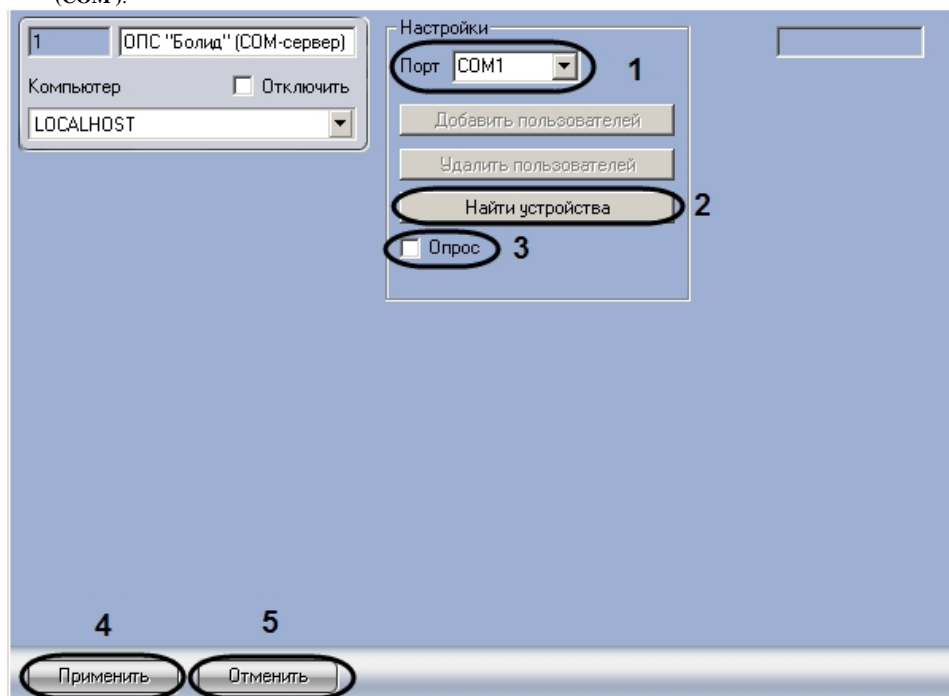 (COM ).
1
ОПС "Болид" (COM-сервер)
Компьютер
Отключить
LOCALHOST
Настройки
Порт COM1
1
Добавить пользователей
Удалить пользователей
Найти устройства
2
Опрос
3
4
5
Применить
Отменить